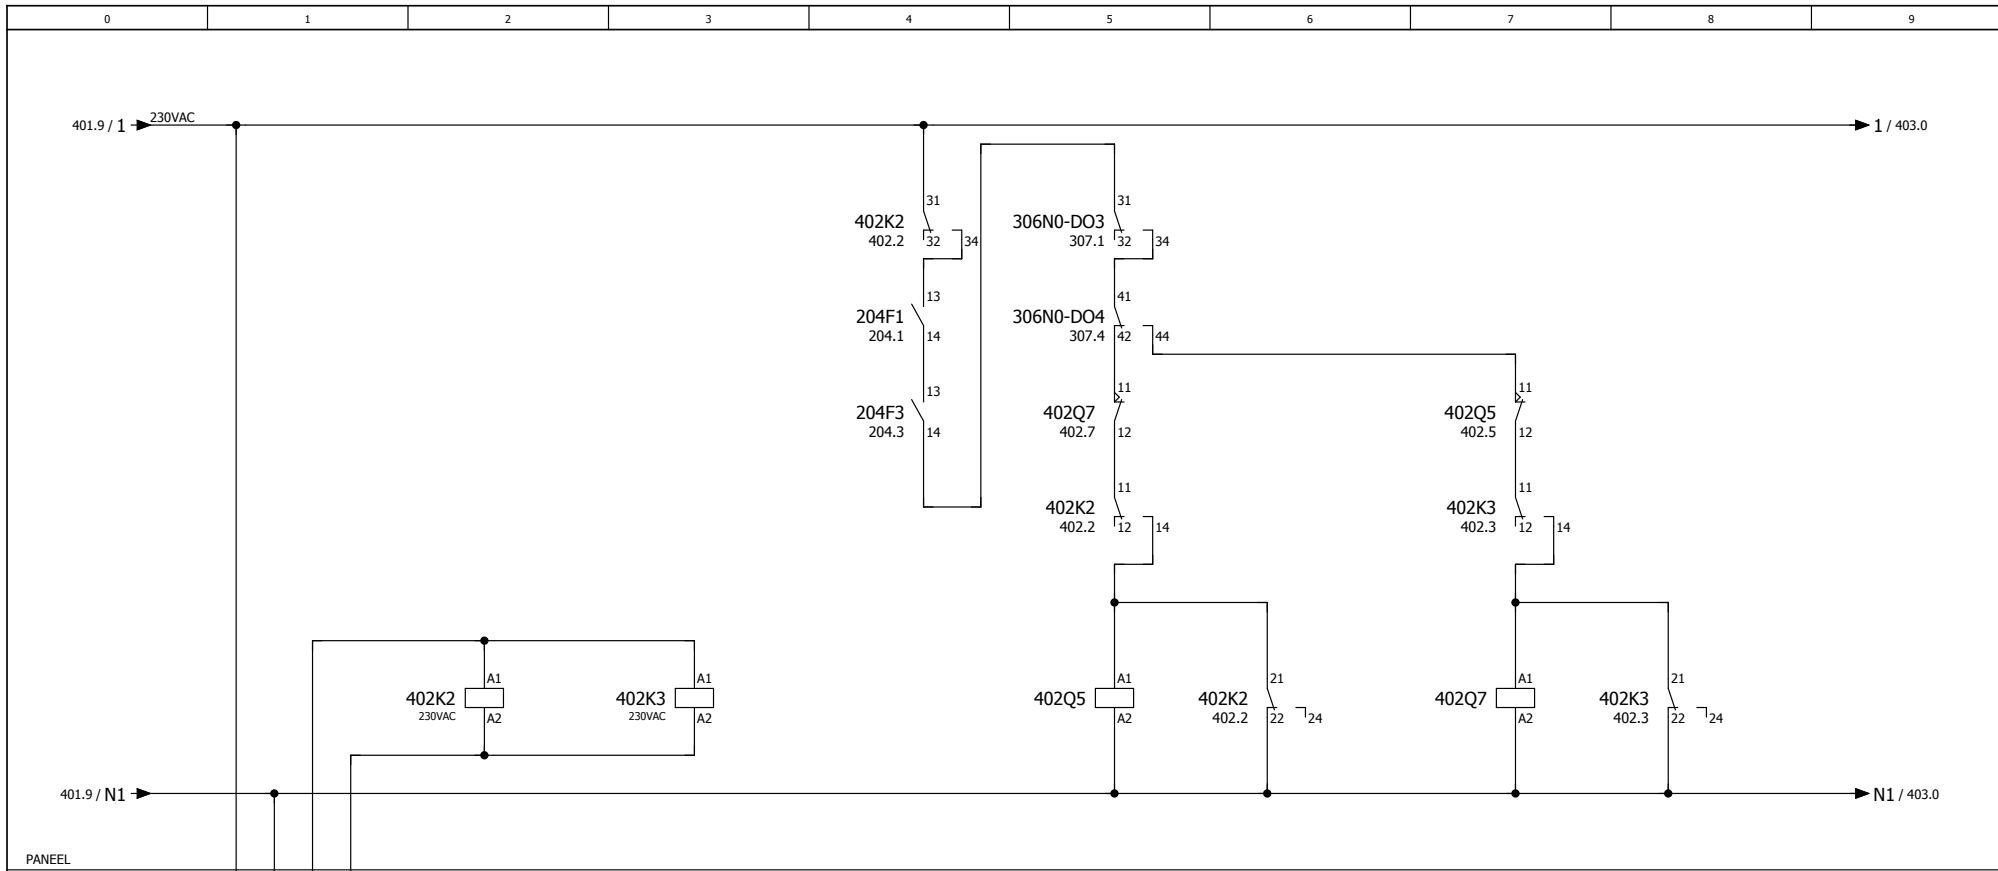 0 1 2 3 4 5 6 7 8 9
401.9 / 1 230VAC 1 / 403.0
31 31
402K2 306N0-DO3
402.2 32 34 307.1 32 34
13 41
204F1 306N0-DO4
204.1 14 307.4 42 44
13 11 11
204F3 402Q7 402Q5
204.3 14 402.7 12 402.5 12
11 11
402K2 402K3
402.2 12 14 402.3 12 14
A1 A1 A1 21 A1 21
402K2 402K3 402Q5 402K2 402Q7 402K3
230VAC A2 230VAC A2 A2 402.2 22 24 A2 402.3 22 24
401.9 / N1 N1 / 403.0
PANEEL